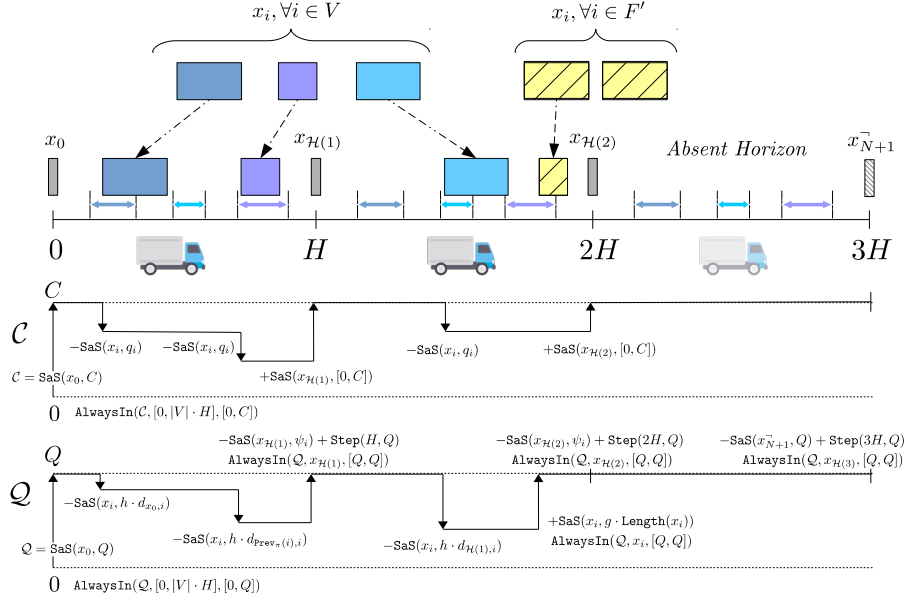 x_i, ∀i ∈ V
x_i, ∀i ∈ F′
x_0
x_{ℋ(1)}
x_{ℋ(2)}
Absent Horizon
x^¬_{N+1}
0
H
2H
3H
C
𝒞
−SaS(x_i, q_i)
−SaS(x_i, q_i)
−SaS(x_i, q_i)
+SaS(x_{ℋ(2)}, [0, C])
𝒞 = SaS(x_0, C)
+SaS(x_{ℋ(1)}, [0, C])
0
AlwaysIn(𝒞, [0, |V| · H], [0, C])
−SaS(x_{ℋ(1)}, ψ_i) + Step(H, Q)
−SaS(x_{ℋ(2)}, ψ_i) + Step(2H, Q)
−SaS(x^¬_{N+1}, Q) + Step(3H, Q)
Q
AlwaysIn(𝒬, x_{ℋ(1)}, [Q, Q])
AlwaysIn(𝒬, x_{ℋ(2)}, [Q, Q])
AlwaysIn(𝒬, x_{ℋ(3)}, [Q, Q])
𝒬
−SaS(x_i, h · d_{x_0,i})
+SaS(x_i, g · Length(x_i))
−SaS(x_i, h · d_{Prev_π(i),i})
−SaS(x_i, h · d_{ℋ(1),i})
AlwaysIn(𝒬, x_i, [Q, Q])
𝒬 = SaS(x_0, Q)
0
AlwaysIn(𝒬, [0, |V| · H], [0, Q])